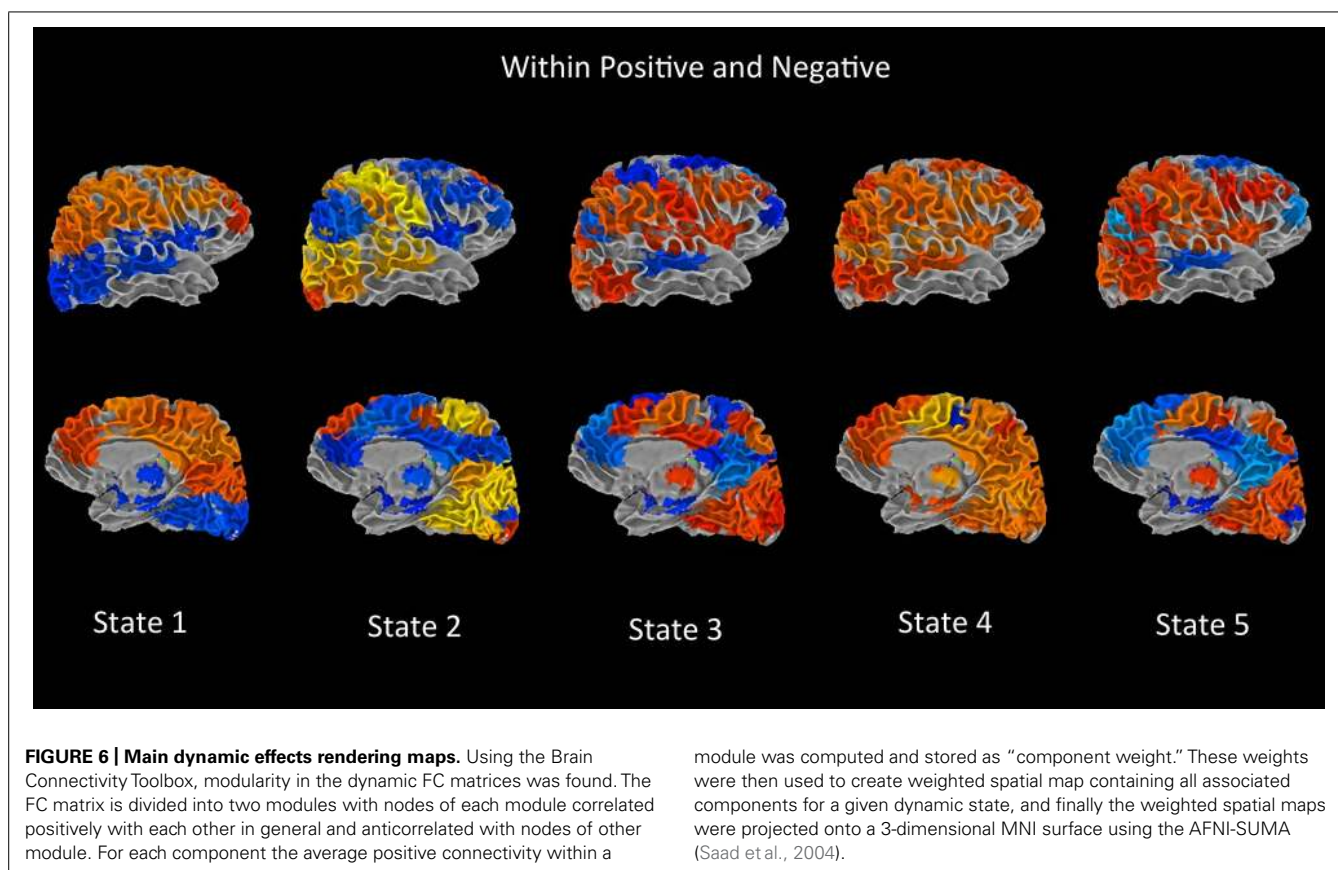 Within Positive and Negative
State 1
State 2
State 3
State 4
State 5
FIGURE 6 | Main dynamic effects rendering maps. Using the Brain
Connectivity Toolbox, modularity in the dynamic FC matrices was found. The
FC matrix is divided into two modules with nodes of each module correlated
positively with each other in general and anticorrelated with nodes of other
module. For each component the average positive connectivity within a
module was computed and stored as “component weight.” These weights
were then used to create weighted spatial map containing all associated
components for a given dynamic state, and finally the weighted spatial maps
were projected onto a 3-dimensional MNI surface using the AFNI-SUMA
(Saad et al., 2004).